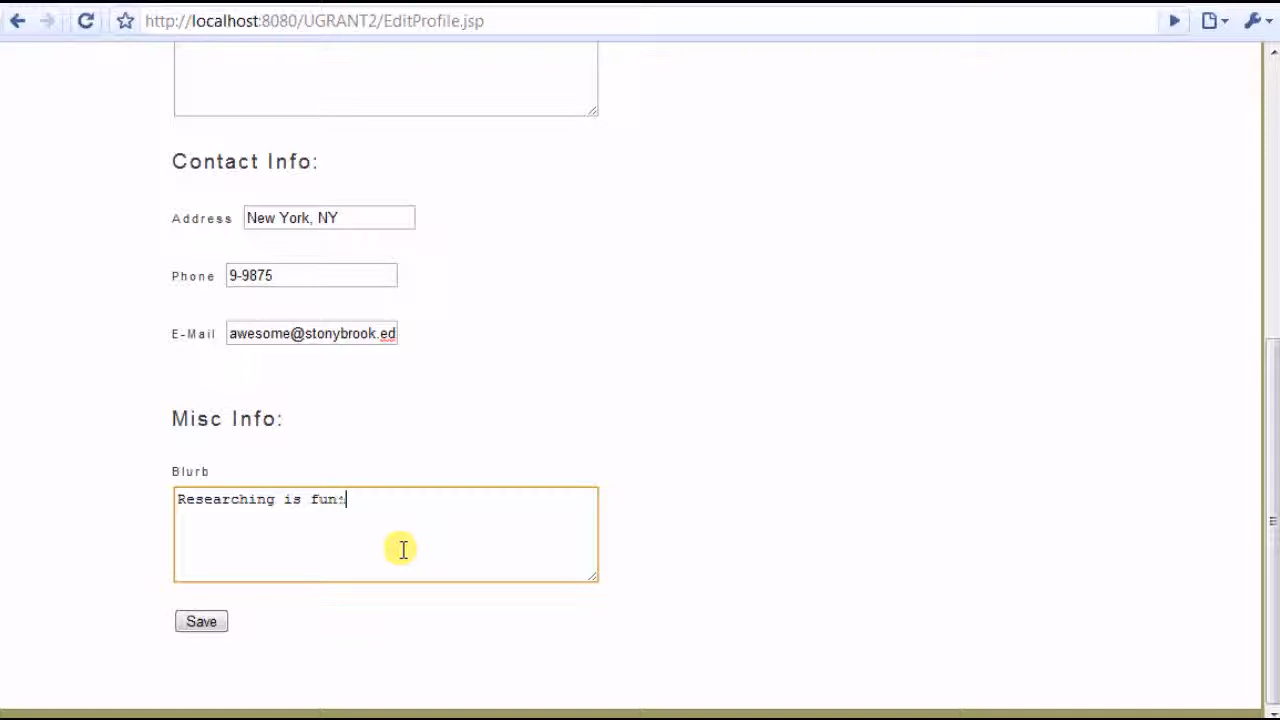 http://localhost:8080/UGRANT2/EditProfile.jsp
Contact Info:
Address New York, NY
Phone 9-9875
E-Mail awesome@stonybrook.ed
Misc Info:
Blurb
Researching is fun:
Save